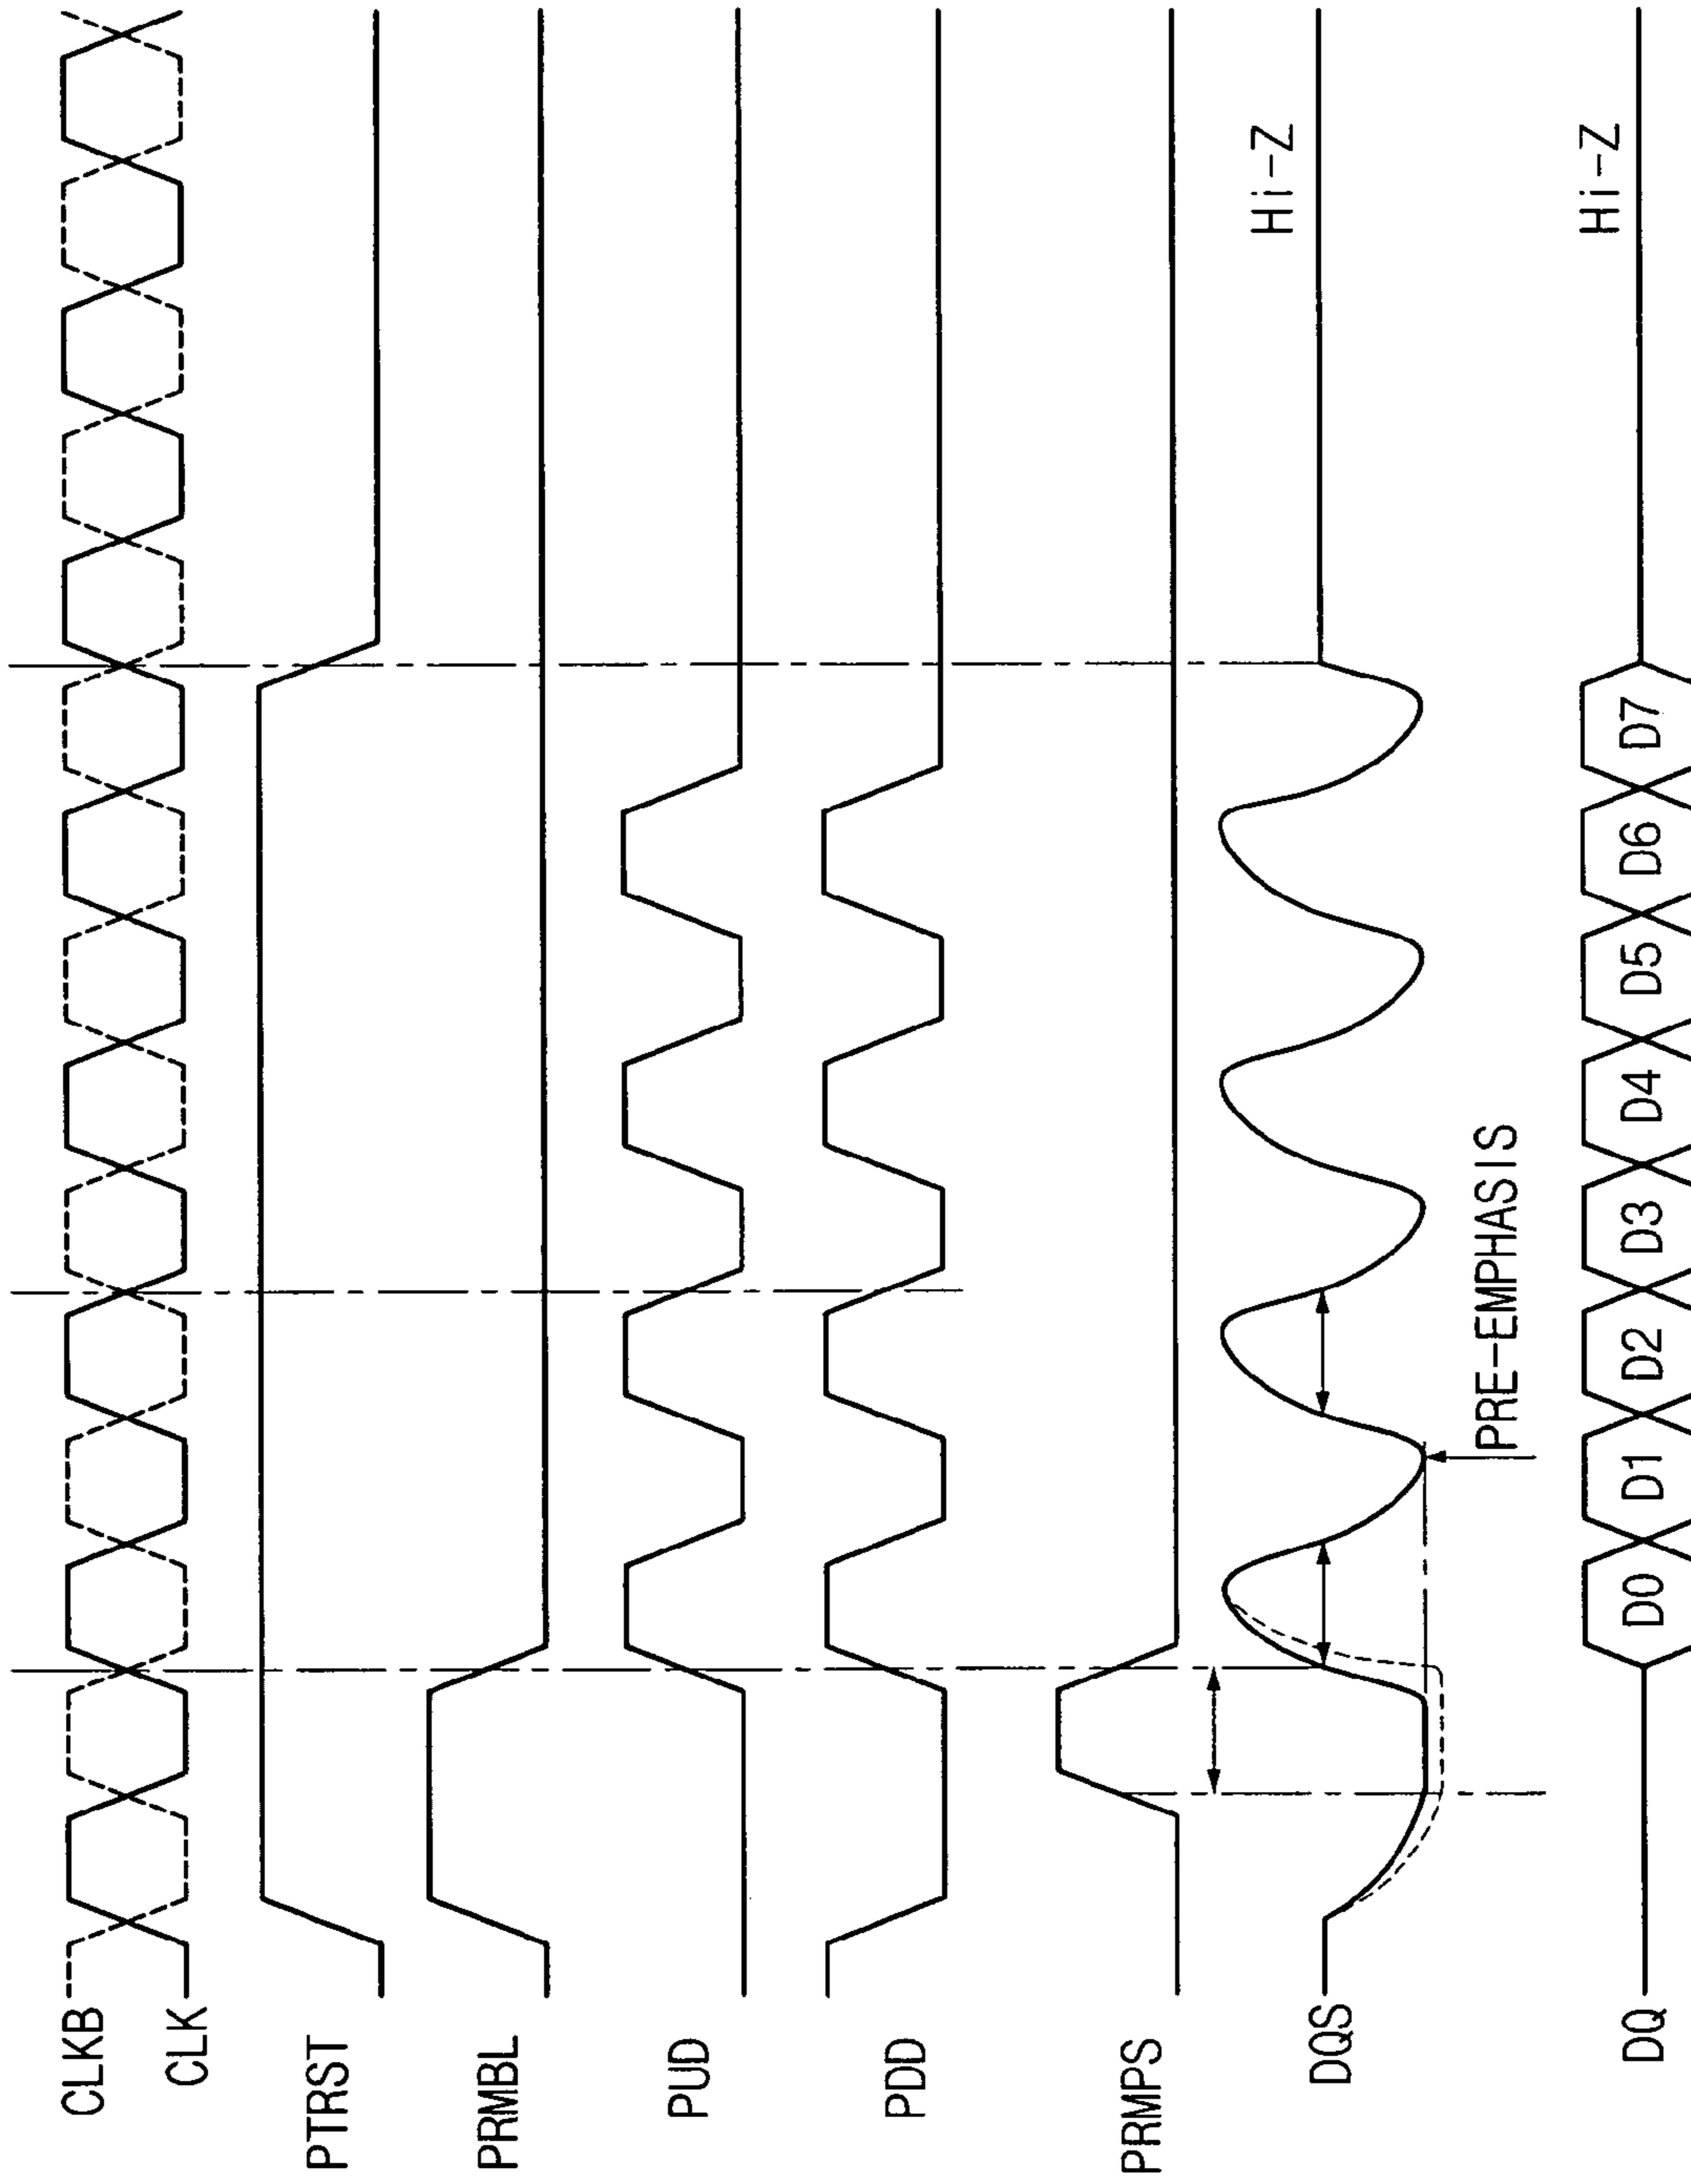 CLKB
CLK
PTRST
PRMBL
PUD
PDD
PRMPS
DQS
Hi-Z
PRE-EMPHASIS
DQ
D0 D1 D2 D3 D4 D5 D6 D7
Hi-Z